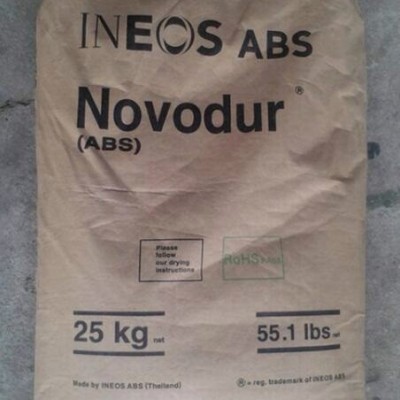 INEOS ABS
Novodur®
(ABS)
Please
follow
our drying
instructions
RoHS
25 kg net
55.1 lbs net
Made by INEOS ABS (Thailand)
® = reg. trademark of INEOS ABS